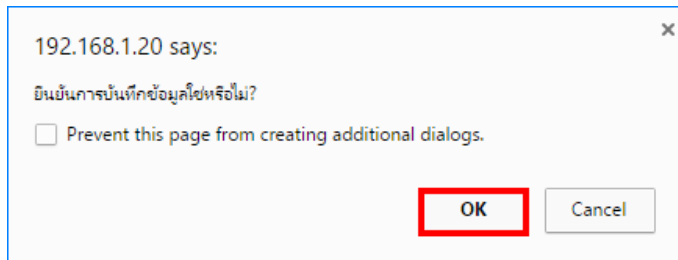 192.168.1.20 says:
ยืนยันการบันทึกข้อมูลใช่หรือไม่?
Prevent this page from creating additional dialogs.
OK
Cancel